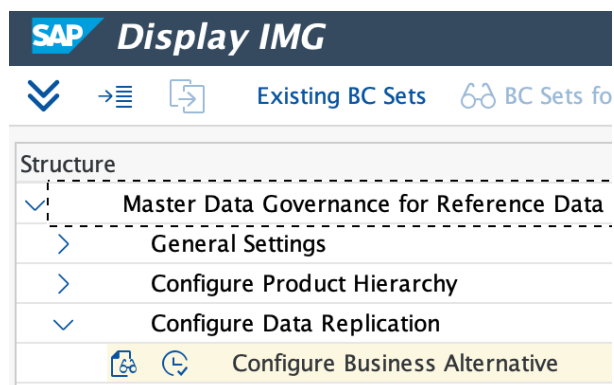 SAP Display IMG
Existing BC Sets BC Sets fo
Structure
Master Data Governance for Reference Data
General Settings
Configure Product Hierarchy
Configure Data Replication
Configure Business Alternative